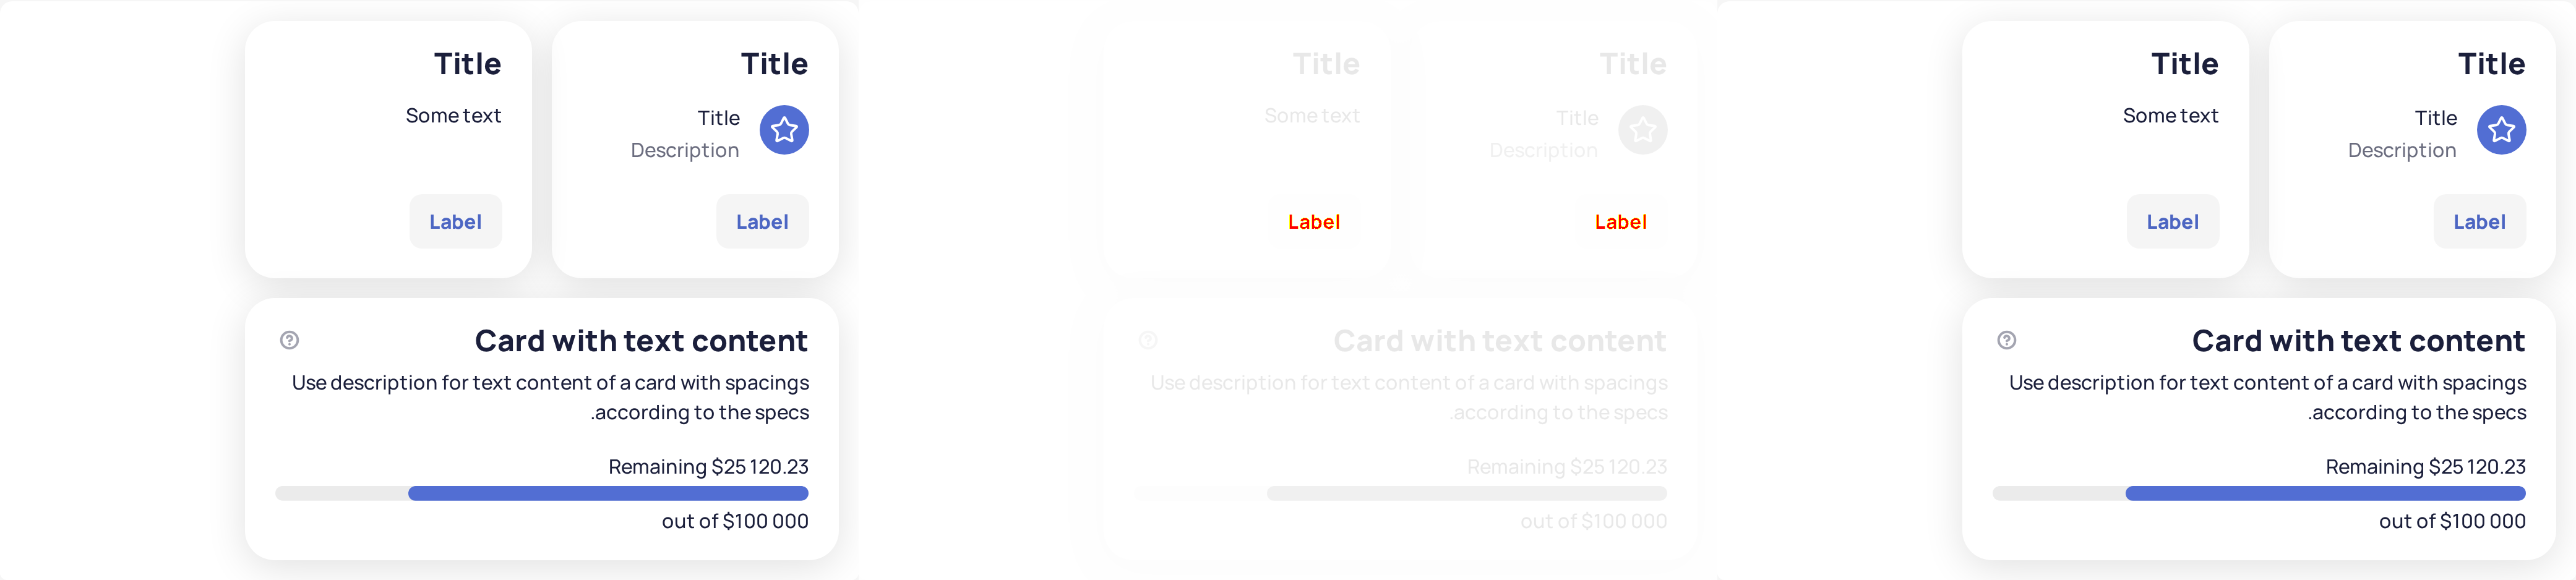 Title
Some text
Label
Title
Title
Description
Label
Card with text content
Use description for text content of a card with spacings
.according to the specs
Remaining $25 120.23
out of $100 000
Title
Some text
Label
Title
Title
Description
Label
Card with text content
Use description for text content of a card with spacings
.according to the specs
Remaining $25 120.23
out of $100 000
Title
Some text
Label
Title
Title
Description
Label
Card with text content
Use description for text content of a card with spacings
.according to the specs
Remaining $25 120.23
out of $100 000